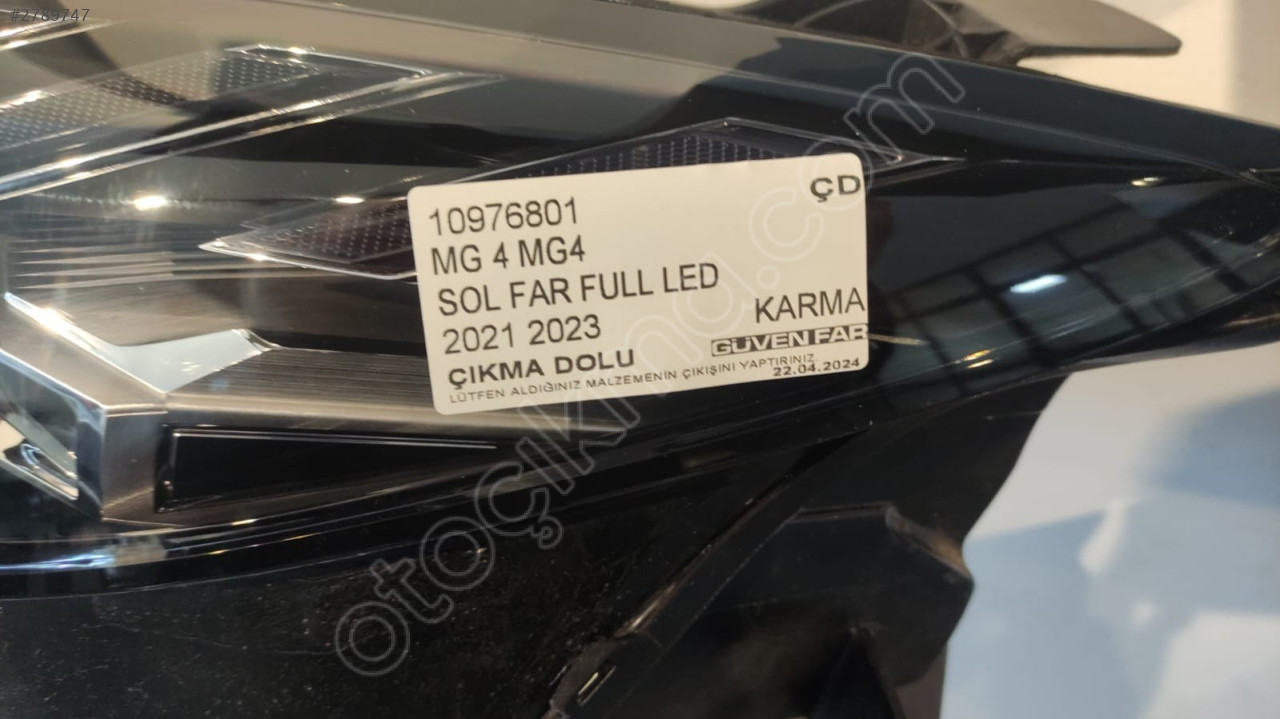 #2789747
ÇD
10976801
MG 4 MG4
SOL FAR FULL LED
2021 2023
KARMA
ÇIKMA DOLU
GÜVEN FAR
LÜTFEN ALDIĞINIZ MALZEMENİN ÇIKIŞINI YAPTIRINIZ.
22.04.2024
otoçıkma.com